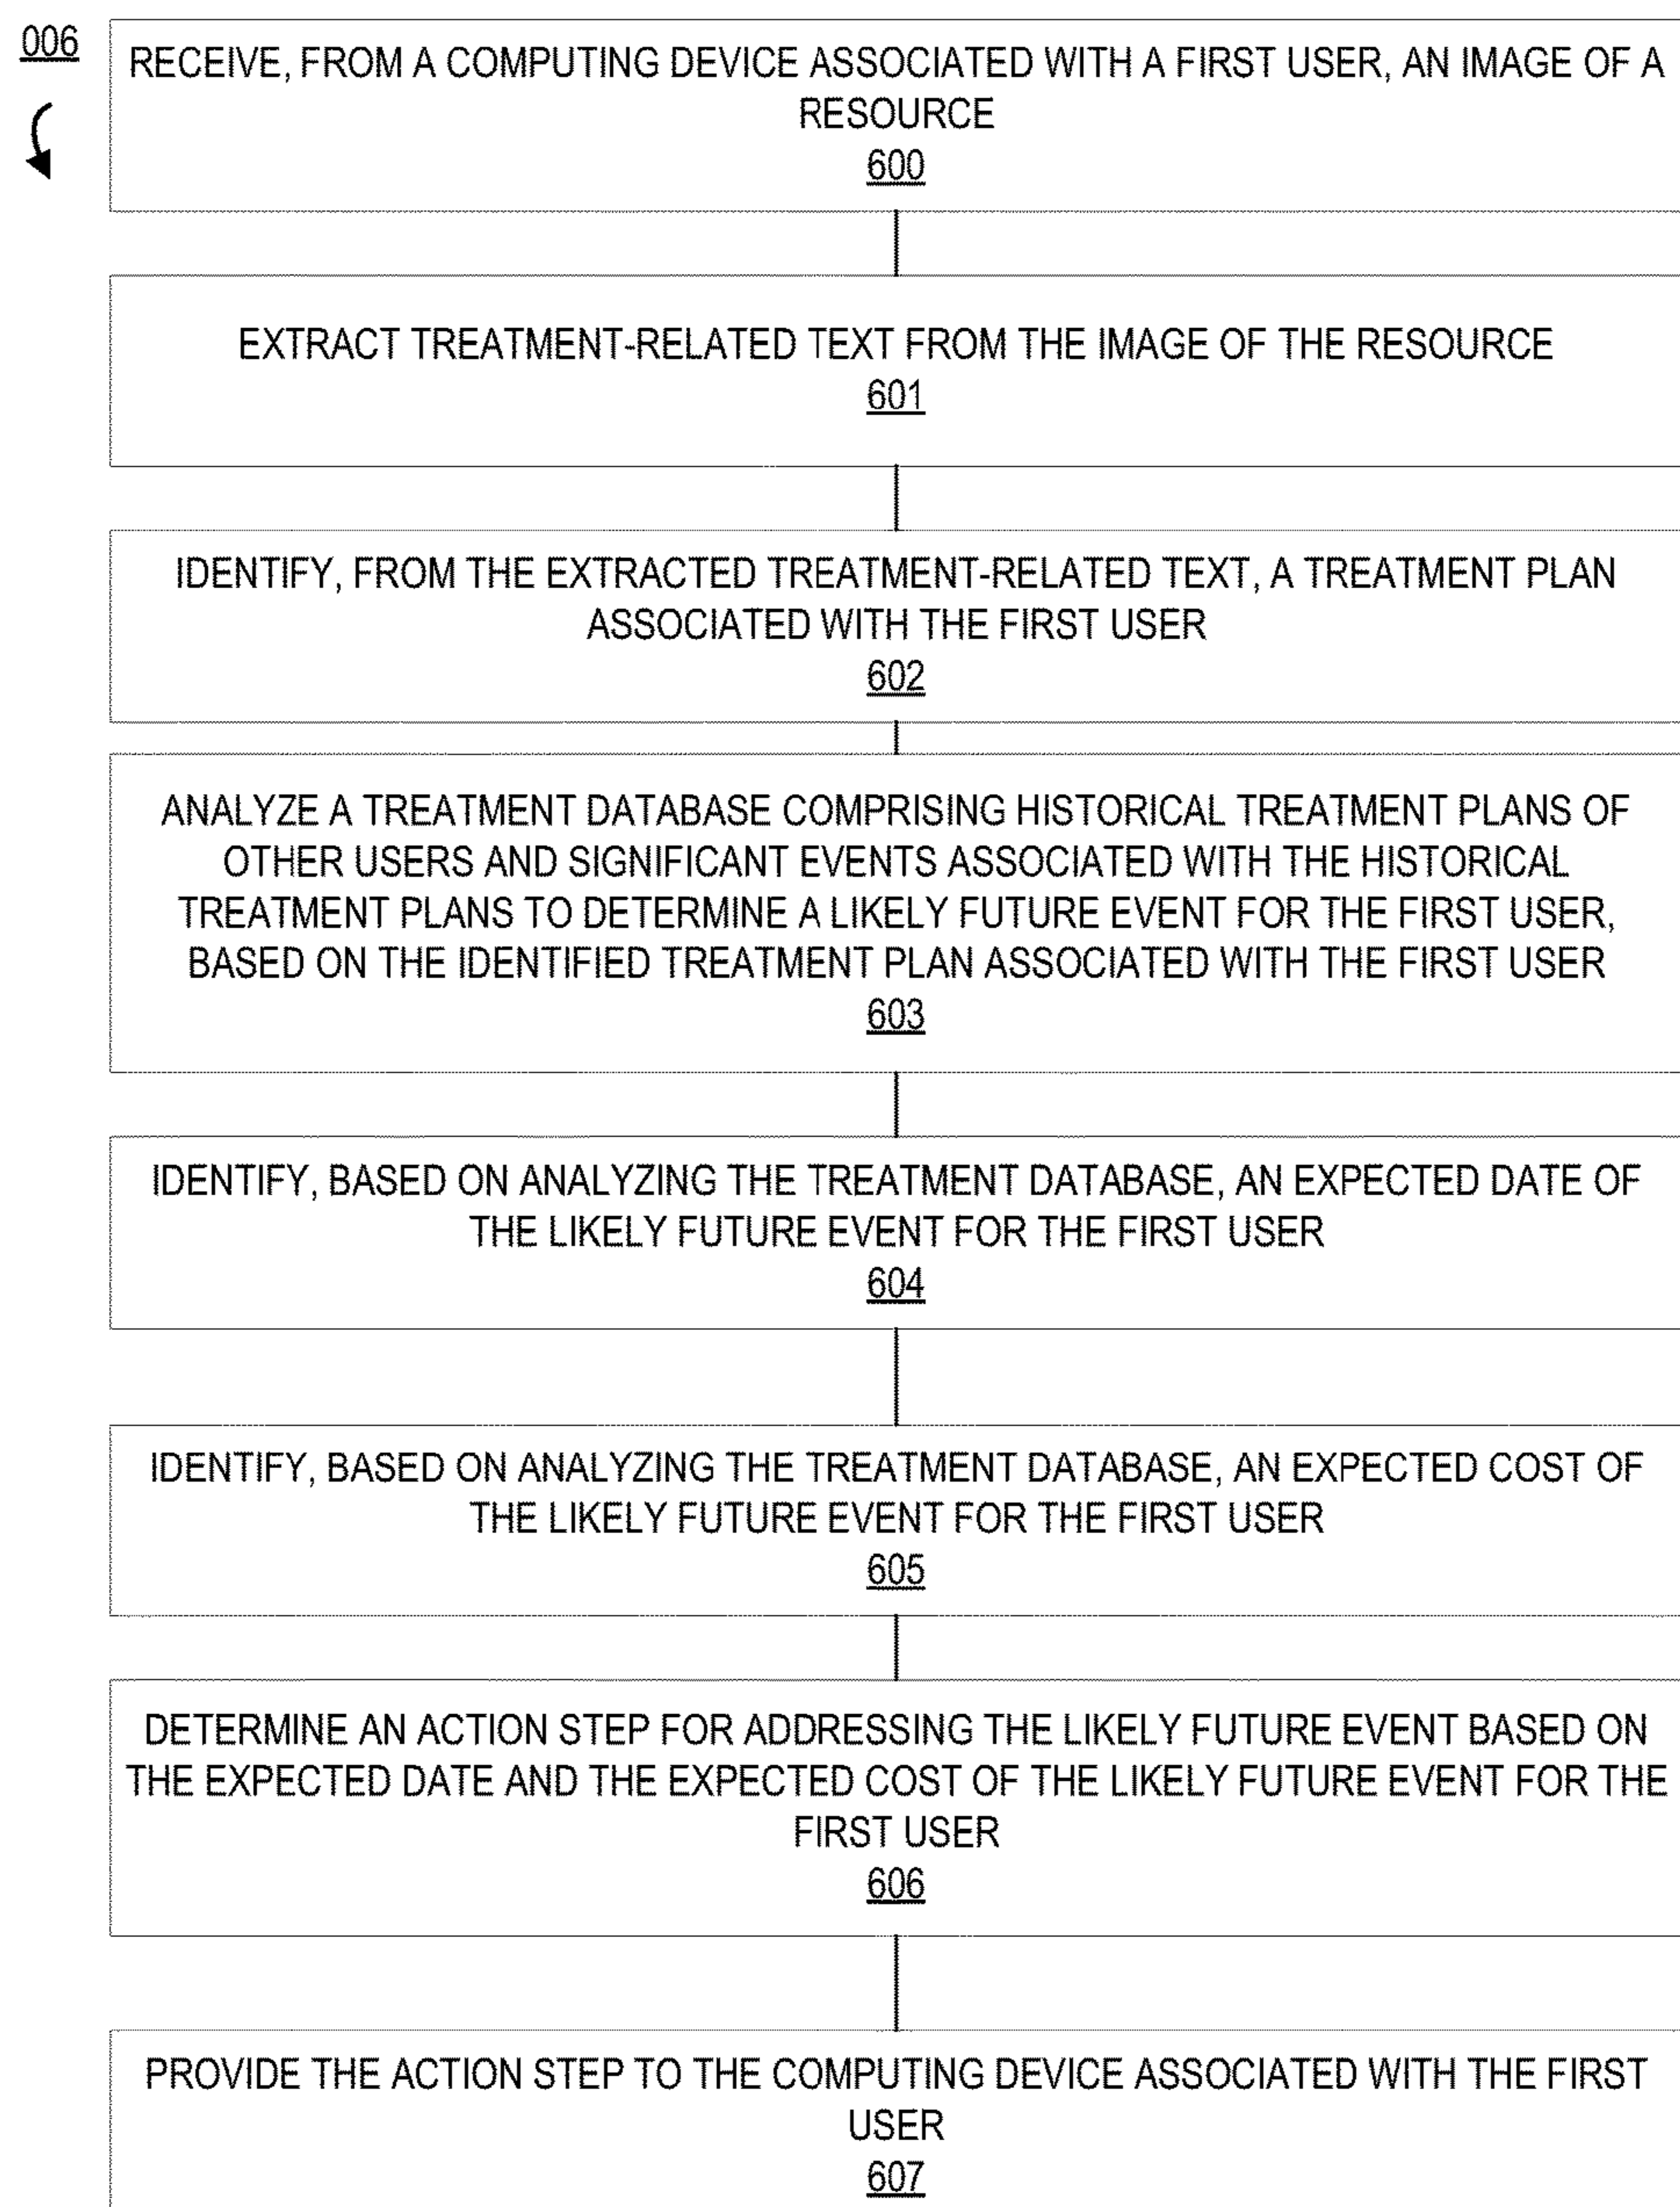 006
RECEIVE, FROM A COMPUTING DEVICE ASSOCIATED WITH A FIRST USER, AN IMAGE OF A
RESOURCE
600
EXTRACT TREATMENT-RELATED TEXT FROM THE IMAGE OF THE RESOURCE
601
IDENTIFY, FROM THE EXTRACTED TREATMENT-RELATED TEXT, A TREATMENT PLAN
ASSOCIATED WITH THE FIRST USER
602
ANALYZE A TREATMENT DATABASE COMPRISING HISTORICAL TREATMENT PLANS OF
OTHER USERS AND SIGNIFICANT EVENTS ASSOCIATED WITH THE HISTORICAL
TREATMENT PLANS TO DETERMINE A LIKELY FUTURE EVENT FOR THE FIRST USER,
BASED ON THE IDENTIFIED TREATMENT PLAN ASSOCIATED WITH THE FIRST USER
603
IDENTIFY, BASED ON ANALYZING THE TREATMENT DATABASE, AN EXPECTED DATE OF
THE LIKELY FUTURE EVENT FOR THE FIRST USER
604
IDENTIFY, BASED ON ANALYZING THE TREATMENT DATABASE, AN EXPECTED COST OF
THE LIKELY FUTURE EVENT FOR THE FIRST USER
605
DETERMINE AN ACTION STEP FOR ADDRESSING THE LIKELY FUTURE EVENT BASED ON
THE EXPECTED DATE AND THE EXPECTED COST OF THE LIKELY FUTURE EVENT FOR THE
FIRST USER
606
PROVIDE THE ACTION STEP TO THE COMPUTING DEVICE ASSOCIATED WITH THE FIRST
USER
607